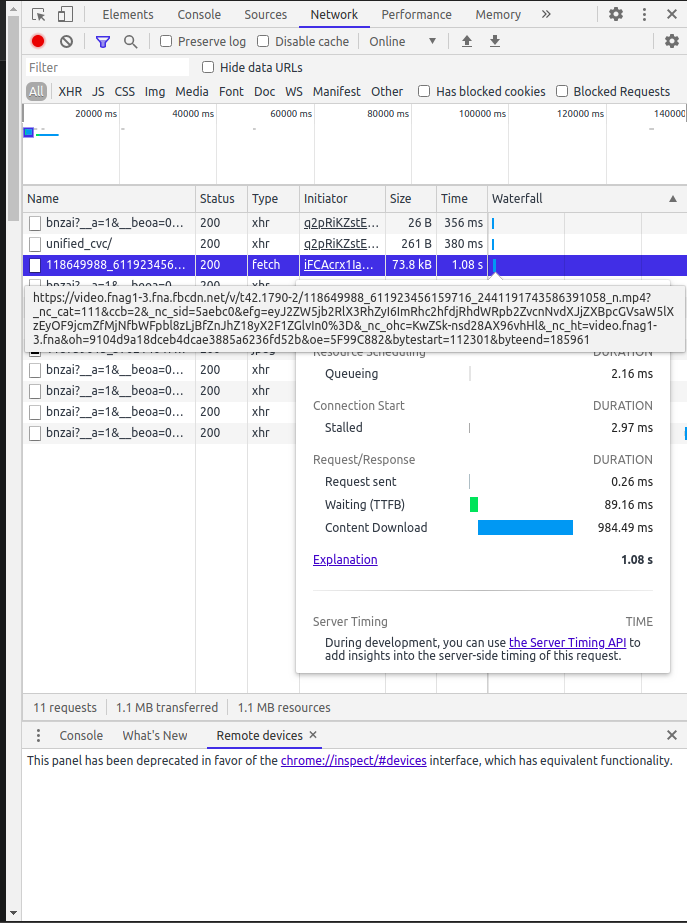 Elements Console Sources Network Performance Memory
Preserve log Disable cache Online
Filter Hide data URLs
All XHR JS CSS Img Media Font Doc WS Manifest Other Has blocked cookies Blocked Requests
20000 ms 40000 ms 60000 ms 80000 ms 100000 ms 120000 ms 140000
Name Status Type Initiator Size Time Waterfall
bnzai?__a=1&__beoa=0... 200 xhr q2pRiKZstE... 26 B 356 ms
unified_cvc/ 200 xhr q2pRiKZstE... 261 B 380 ms
118649988_611923456... 200 fetch iFCAcrx1Ia... 73.8 kB 1.08 s
https://video.fnag1-3.fna.fbcdn.net/v/t42.1790-2/118649988_611923456159716_2441191743586391058_n.mp4?
_nc_cat=111&ccb=2&_nc_sid=5aebc0&efg=eyJ2ZW5jb2RlX3RhZyI6ImRhc2hfdjRhdWRpb2ZvcnNvdXJjZXBpcGVsaW5lX
zEyOF9jcmZfMjNfbWFpbl8zLjBfZnJhZ18yX2F1ZGlvIn0%3D&_nc_ohc=KwZSk-nsd28AX96vhHl&_nc_ht=video.fnag1-
3.fna&oh=9104d9a18dceb4dcae3885a6236fd52b&oe=5F99C882&bytestart=112301&byteend=185961
Resource Scheduling DURATION
bnzai?__a=1&__beoa=0... 200 xhr
Queueing 2.16 ms
bnzai?__a=1&__beoa=0... 200 xhr
Connection Start DURATION
bnzai?__a=1&__beoa=0... 200 xhr
Stalled 2.97 ms
bnzai?__a=1&__beoa=0... 200 xhr
Request/Response DURATION
Request sent 0.26 ms
Waiting (TTFB) 89.16 ms
Content Download 984.49 ms
Explanation 1.08 s
Server Timing TIME
During development, you can use the Server Timing API to
add insights into the server-side timing of this request.
11 requests 1.1 MB transferred 1.1 MB resources
Console What's New Remote devices
This panel has been deprecated in favor of the chrome://inspect/#devices interface, which has equivalent functionality.